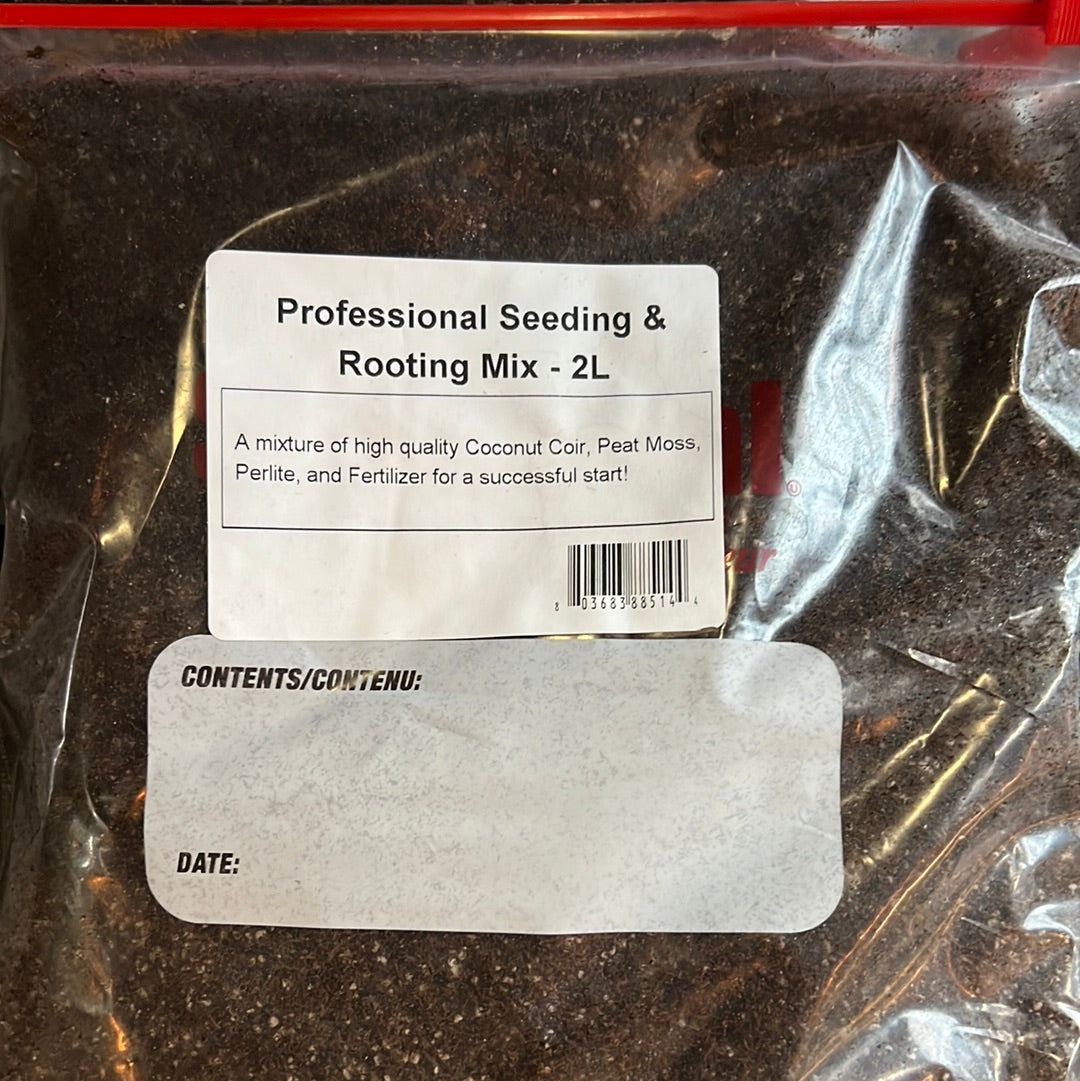 Professional Seeding &
Rooting Mix - 2L
A mixture of high quality Coconut Coir, Peat Moss,
Perlite, and Fertilizer for a successful start!
8 03683 88514 4
CONTENTS/CONTENU:
DATE: